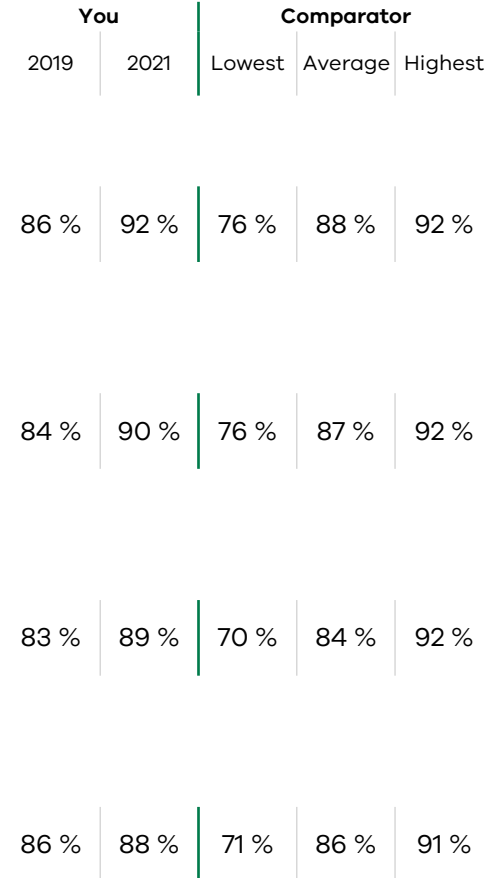 You Comparator
2019 2021 Lowest Average Highest
86 % 92 % 76 % 88 % 92 %
84 % 90 % 76 % 87 % 92 %
83 % 89 % 70 % 84 % 92 %
86 % 88 % 71 % 86 % 91 %